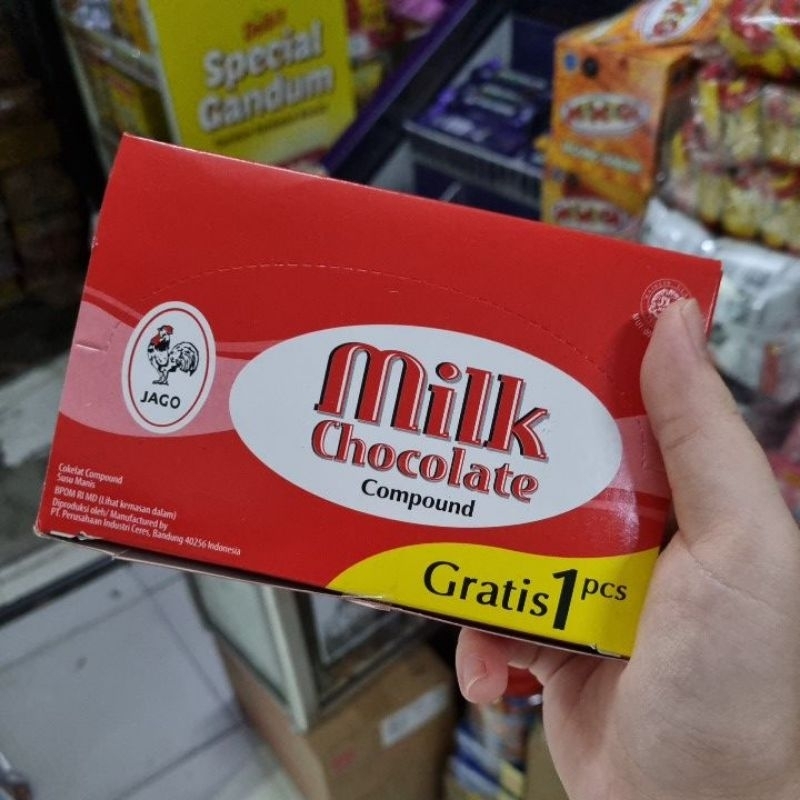 Special
Gandum
JAGO
Milk
Chocolate
Compound
Cokelat Compound
Susu Manis
BPOM RI MD (Lihat kemasan dalam)
Diproduksi oleh/ Manufactured by
PT. Perusahaan Industri Ceres, Bandung 40256 Indonesia
Gratis 1 pcs